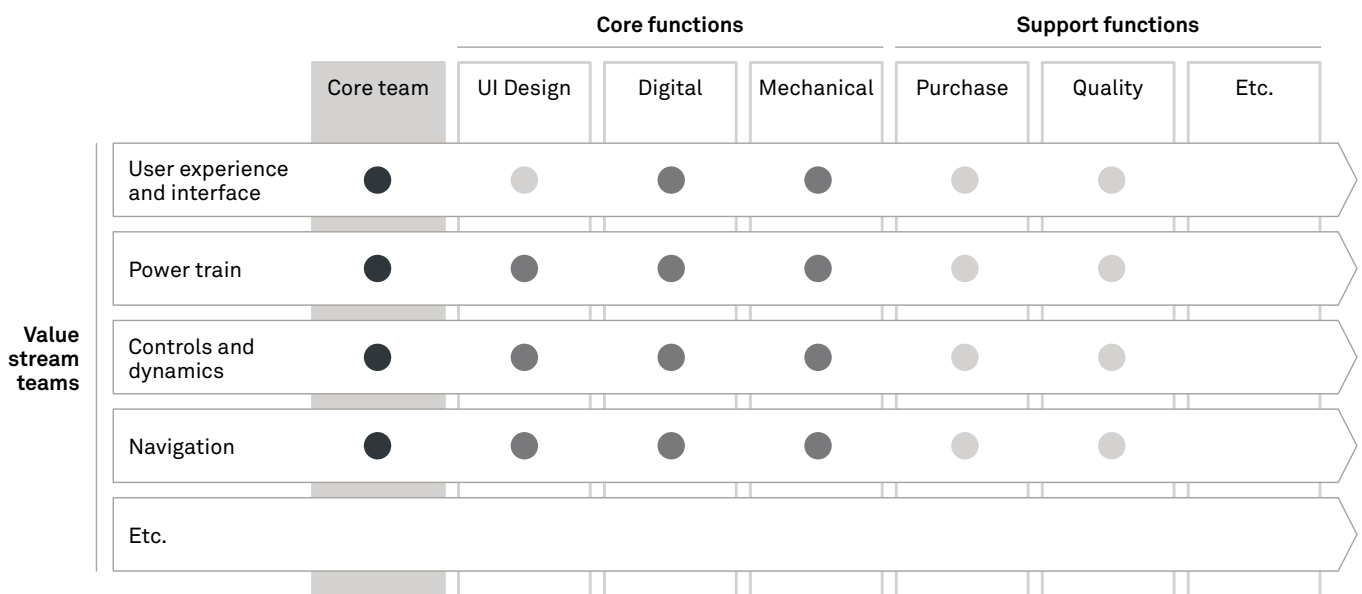 Core functions
Support functions
Core team
UI Design
Digital
Mechanical
Purchase
Quality
Etc.
Value
stream
teams
User experience
and interface
Power train
Controls and
dynamics
Navigation
Etc.